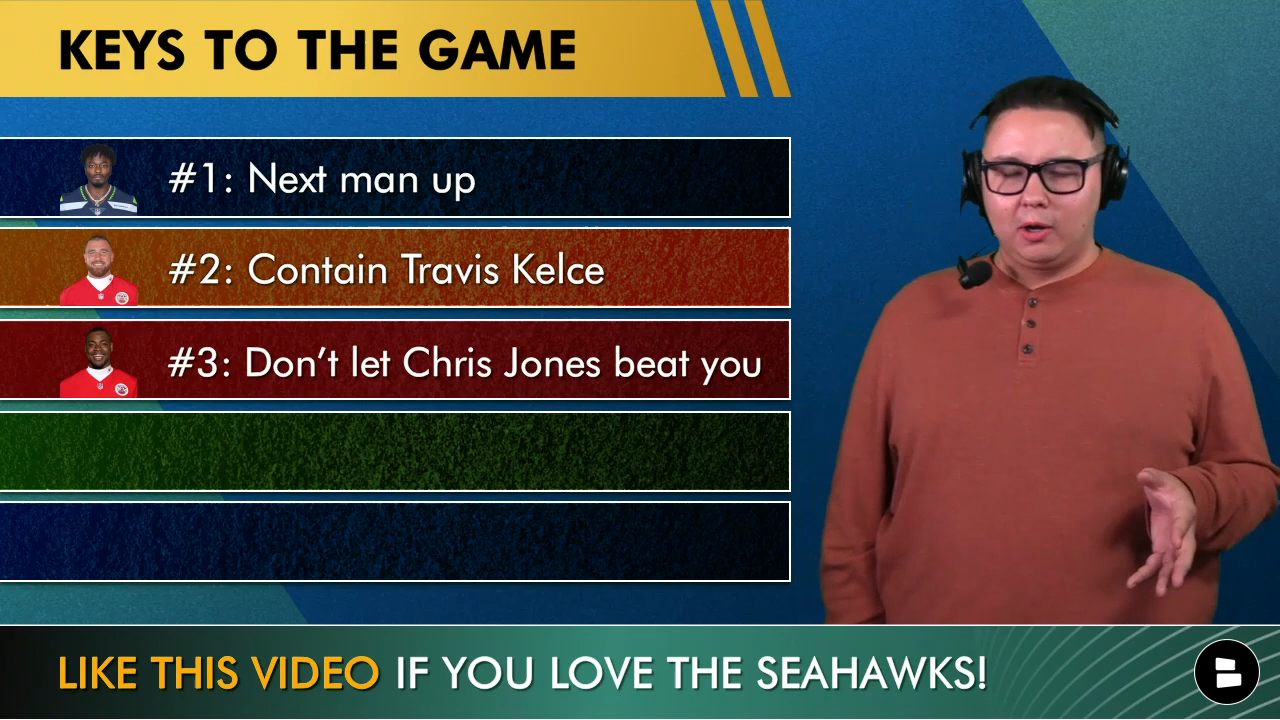 KEYS TO THE GAME
#1: Next man up
#2: Contain Travis Kelce
#3: Don’t let Chris Jones beat you
LIKE THIS VIDEO IF YOU LOVE THE SEAHAWKS!